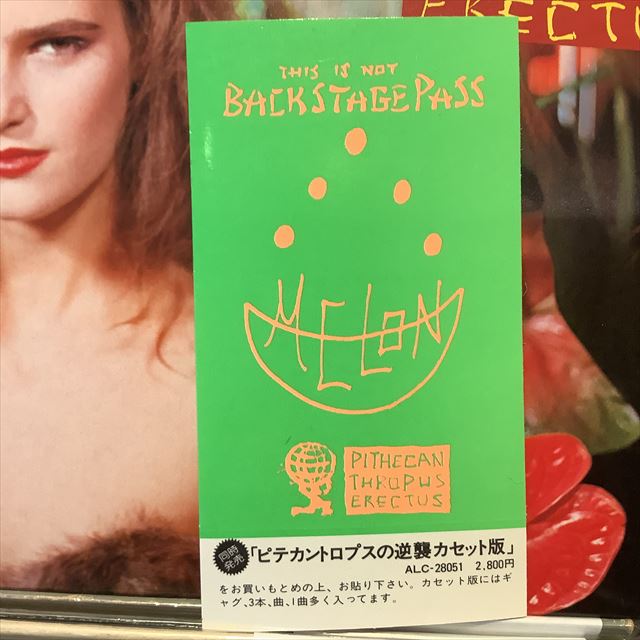 ERECTU
THIS IS NOT
BACKSTAGE PASS
MELON
PITHECAN
THROPUS
ERECTUS
同時
発売
「ピテカントロプスの逆襲カセット版」
ALC-28051 2,800円
をお買いもとめの上、お貼り下さい。カセット版にはギ
ャグ、3本、曲、1曲多く入ってます。